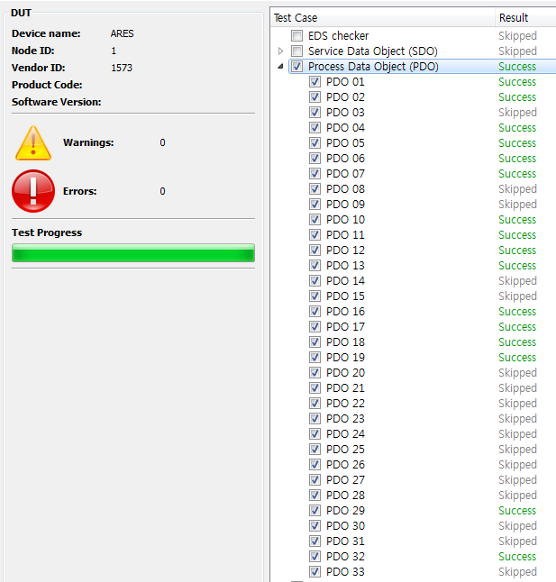 DUT
Device name: ARES
Node ID: 1
Vendor ID: 1573
Product Code:
Software Version:
Warnings: 0
Errors: 0
Test Progress
Test Case Result
EDS checker Skipped
Service Data Object (SDO) Skipped
Process Data Object (PDO) Success
PDO 01 Success
PDO 02 Success
PDO 03 Skipped
PDO 04 Success
PDO 05 Success
PDO 06 Success
PDO 07 Success
PDO 08 Skipped
PDO 09 Skipped
PDO 10 Success
PDO 11 Success
PDO 12 Success
PDO 13 Success
PDO 14 Skipped
PDO 15 Skipped
PDO 16 Success
PDO 17 Success
PDO 18 Success
PDO 19 Success
PDO 20 Skipped
PDO 21 Skipped
PDO 22 Skipped
PDO 23 Skipped
PDO 24 Skipped
PDO 25 Skipped
PDO 26 Skipped
PDO 27 Skipped
PDO 28 Skipped
PDO 29 Success
PDO 30 Skipped
PDO 31 Skipped
PDO 32 Success
PDO 33 Skipped